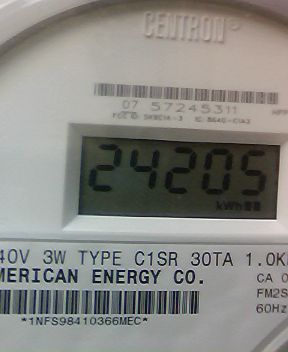 CENTRON®
07 57245311
24205
kWh
40V 3W TYPE C1SR 30TA 1.0K
MERICAN ENERGY CO.
CA 0
FM2S
60Hz
*1NFS98410366MEC*